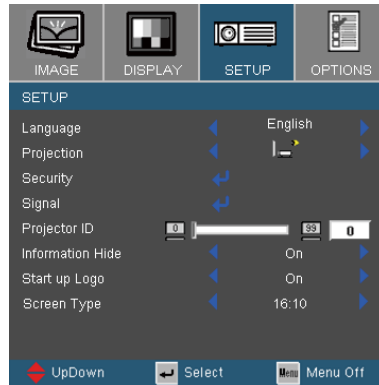 IMAGE DISPLAY SETUP OPTIONS
SETUP
Language English
Projection
Security
Signal
Projector ID 0 99 0
Information Hide On
Start up Logo On
Screen Type 16:10
UpDown Select Menu Menu Off